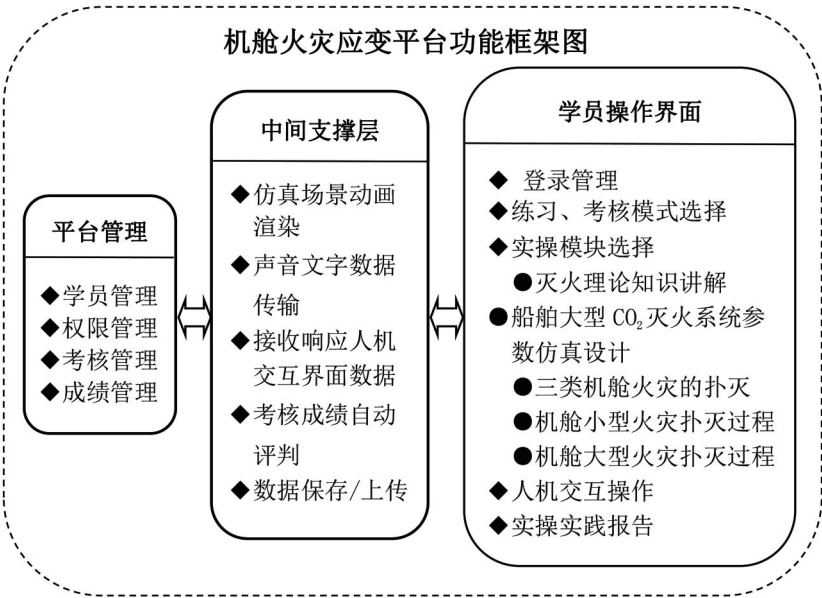 机舱火灾应变平台功能框架图
平台管理
◆学员管理
◆权限管理
◆考核管理
◆成绩管理
中间支撑层
◆仿真场景动画
渲染
◆声音文字数据
传输
◆接收响应人机
交互界面数据
◆考核成绩自动
评判
◆数据保存/上传
学员操作界面
◆ 登录管理
◆练习、考核模式选择
◆实操模块选择
●灭火理论知识讲解
●船舶大型CO₂灭火系统参
数仿真设计
●三类机舱火灾的扑灭
●机舱小型火灾扑灭过程
●机舱大型火灾扑灭过程
◆人机交互操作
◆实操实践报告